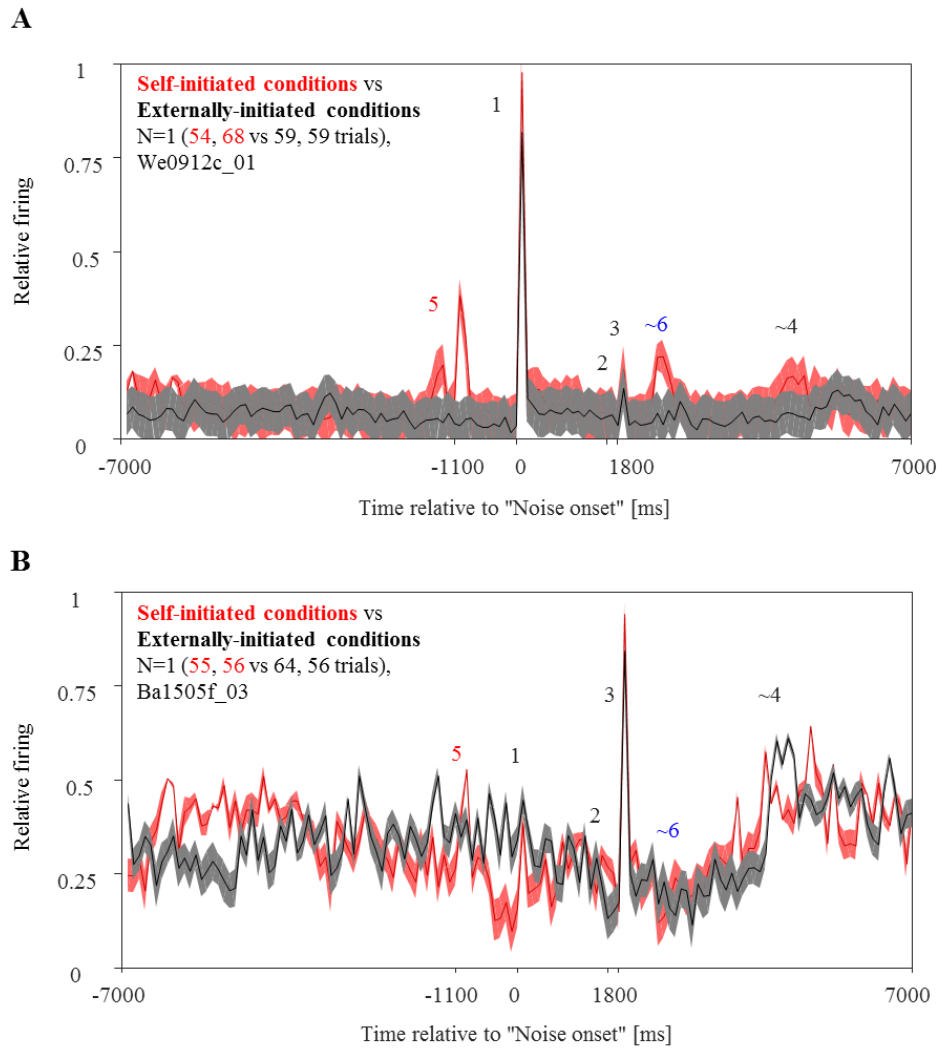 A
1
Self-initiated conditions vs
Externally-initiated conditions
N=1 (54, 68 vs 59, 59 trials),
We0912c_01
1
0.75
0.5
5
3
~6
~4
0.25
2
0
-7000
-1100
0
1800
7000
Relative firing
Time relative to "Noise onset" [ms]
B
1
Self-initiated conditions vs
Externally-initiated conditions
N=1 (55, 56 vs 64, 56 trials),
Ba1505f_03
0.75
3
~4
5
1
0.5
2
~6
0.25
0
-7000
-1100
0
1800
7000
Relative firing
Time relative to "Noise onset" [ms]